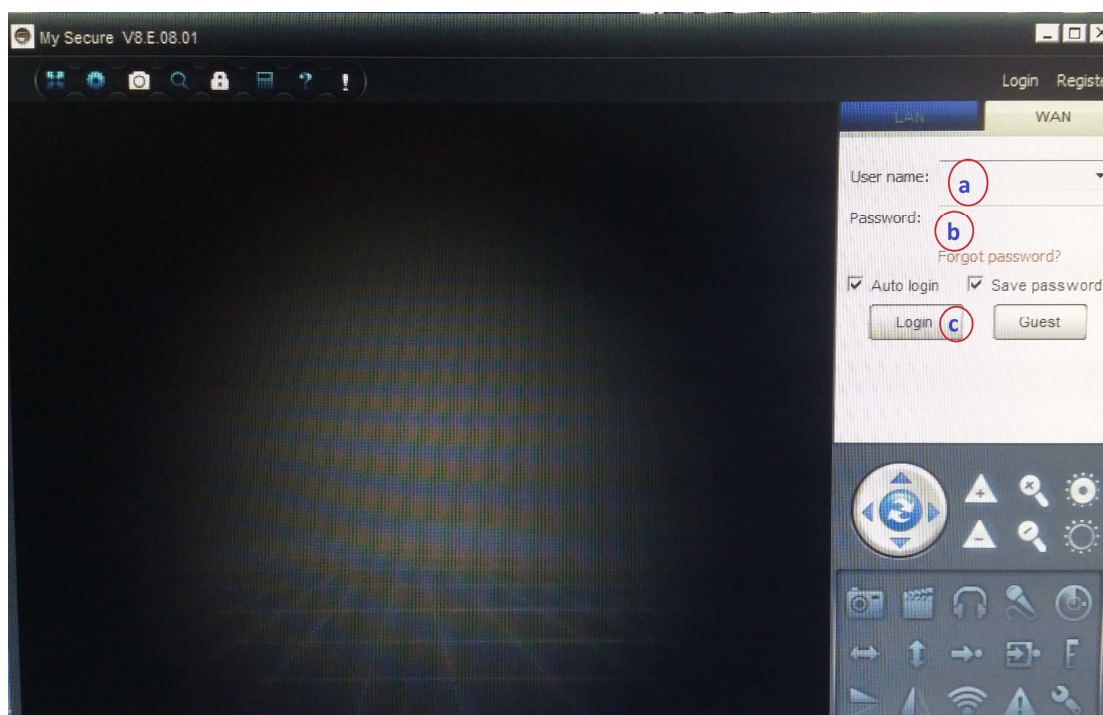 My Secure V8.E.08.01
Login Registe
LAN WAN
User name: a
Password: b
Forgot password?
Auto login Save password
Login c Guest